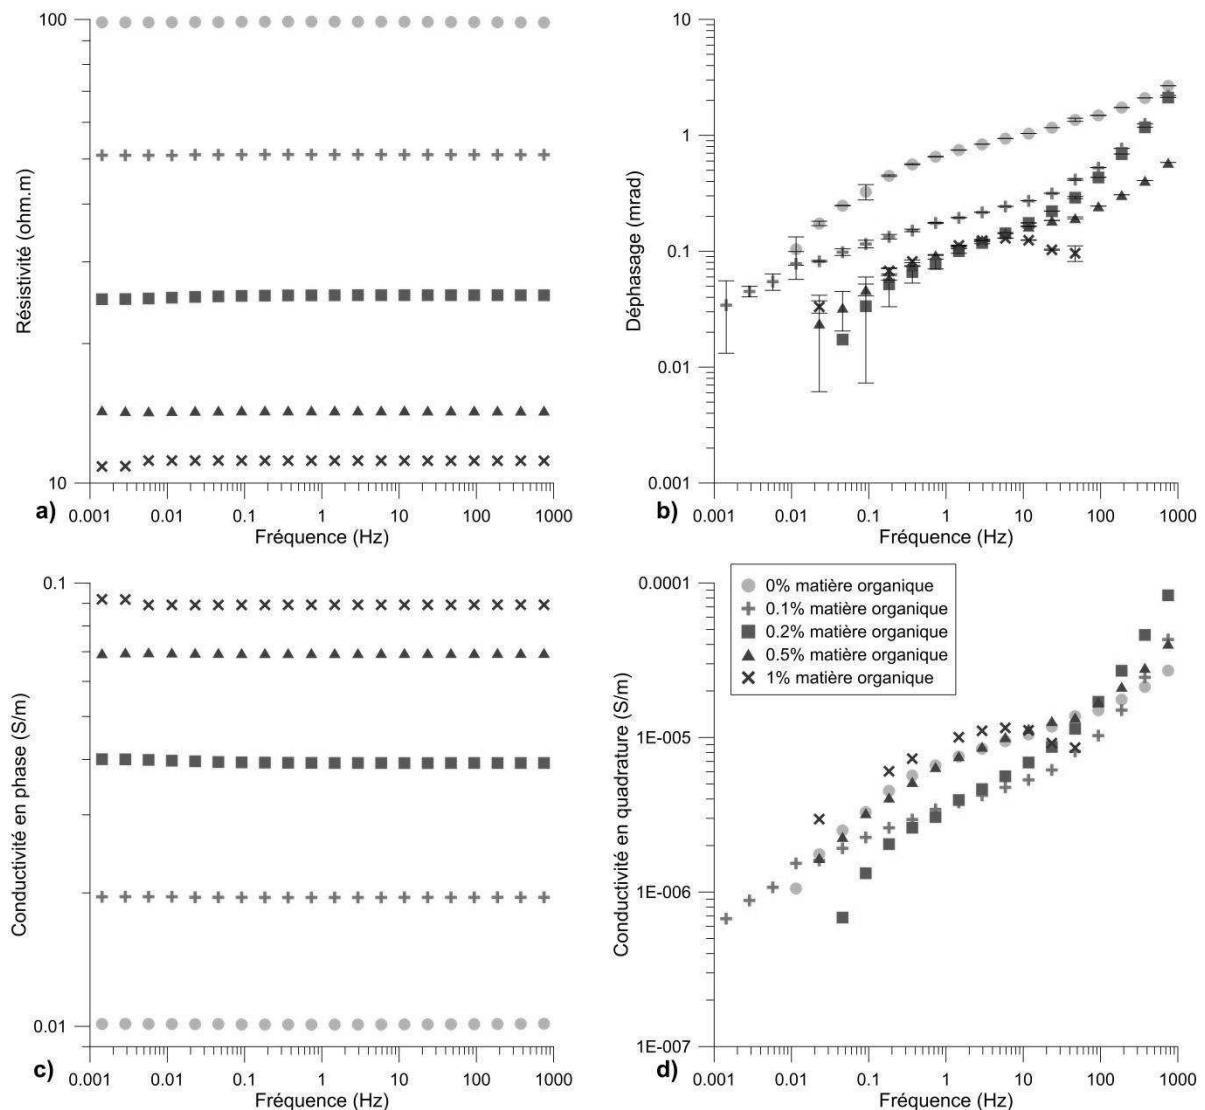 100
10
Résistivité (ohm.m)
a)
0.001 0.01 0.1 1 10 100 1000
Fréquence (Hz)
10
1
0.1
0.01
0.001
Déphasage (mrad)
b)
0.001 0.01 0.1 1 10 100 1000
Fréquence (Hz)
0.1
0.01
Conductivité en phase (S/m)
c)
0.001 0.01 0.1 1 10 100 1000
Fréquence (Hz)
0.0001
1E-005
1E-006
1E-007
Conductivité en quadrature (S/m)
0% matière organique
0.1% matière organique
0.2% matière organique
0.5% matière organique
1% matière organique
d)
0.001 0.01 0.1 1 10 100 1000
Fréquence (Hz)